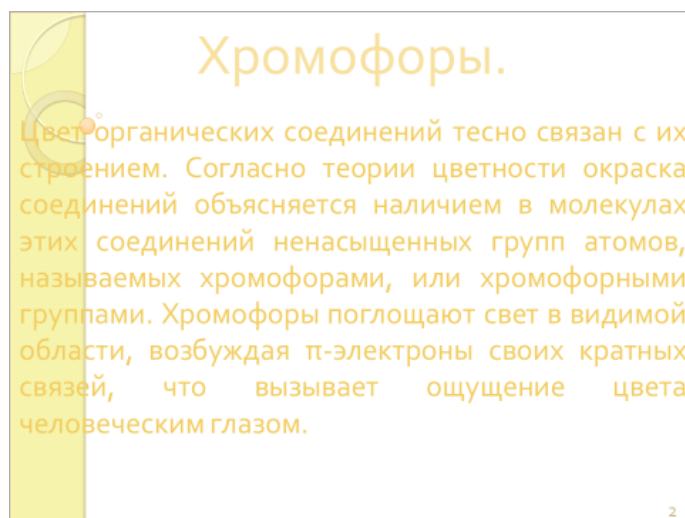 Хромофоры.
Цвет органических соединений тесно связан с их
строением. Согласно теории цветности окраска
соединений объясняется наличием в молекулах
этих соединений ненасыщенных групп атомов,
называемых хромофорами, или хромофорными
группами. Хромофоры поглощают свет в видимой
области, возбуждая π-электроны своих кратных
связей, что вызывает ощущение цвета
человеческим глазом.
2